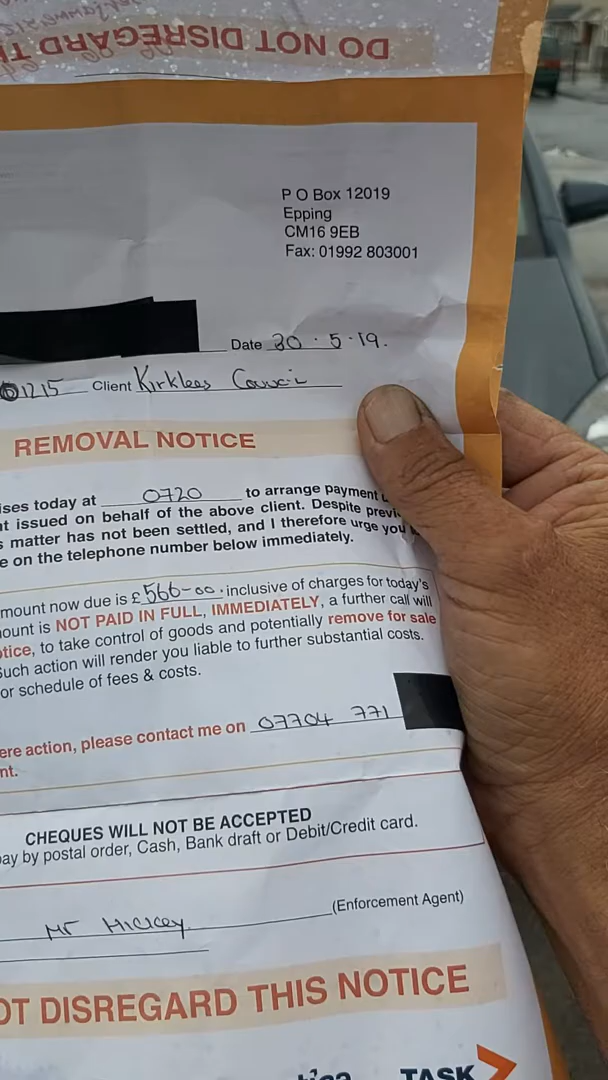 DO NOT DISREGARD T
P O Box 12019
Epping
CM16 9EB
Fax: 01992 803001
Date 30.5.19.
1215 Client Kirklees Council
REMOVAL NOTICE
ises today at 0720 to arrange payment
t issued on behalf of the above client. Despite previ
s matter has not been settled, and I therefore urge you
e on the telephone number below immediately.
mount now due is £566-00. inclusive of charges for today's
ount is NOT PAID IN FULL, IMMEDIATELY, a further call will
otice, to take control of goods and potentially remove for sale
Such action will render you liable to further substantial costs.
or schedule of fees & costs.
ere action, please contact me on 07704 771
nt.
CHEQUES WILL NOT BE ACCEPTED
pay by postal order, Cash, Bank draft or Debit/Credit card.
Mr Hickey (Enforcement Agent)
OT DISREGARD THIS NOTICE
TASK